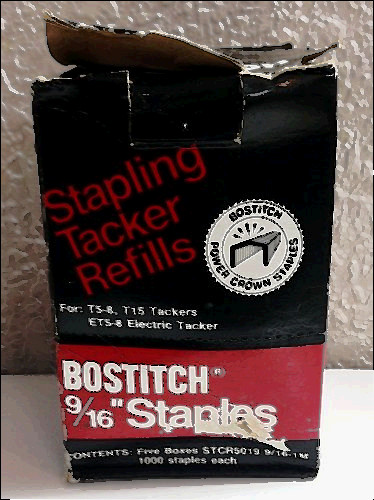 Stapling
Tacker
Refills
BOSTITCH
POWER CROWN STAPLES
For: T5-8, T15 Tackers
ET5-8 Electric Tacker
BOSTITCH®
9/16" Staples
CONTENTS: Five Boxes STCR5019 9/16-1M
1000 staples each